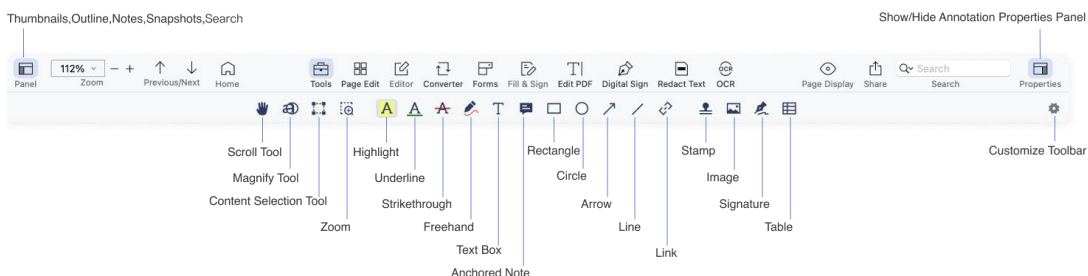 Thumbnails,Outline,Notes,Snapshots,Search
Show/Hide Annotation Properties Panel
112%
Search
Panel
Zoom
Previous/Next
Home
Tools
Page Edit
Editor
Converter
Forms
Fill & Sign
Edit PDF
Digital Sign
Redact Text
OCR
OCR
Page Display
Share
Search
Properties
Scroll Tool
Highlight
Rectangle
Stamp
Customize Toolbar
Magnify Tool
Underline
Circle
Image
Content Selection Tool
Strikethrough
Arrow
Signature
Zoom
Freehand
Line
Table
Text Box
Link
Anchored Note